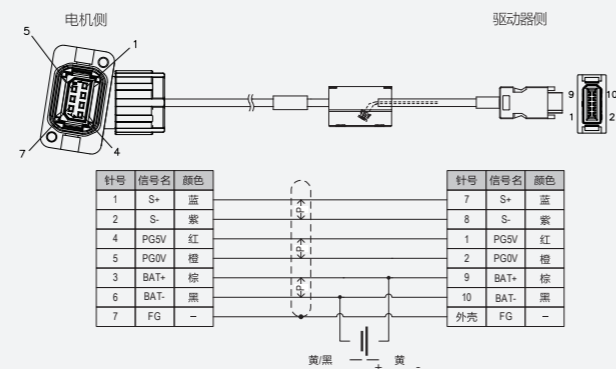 电机侧 驱动器侧
5
1
7
4
9 10
1 2
针号 信号名 颜色 针号 信号名 颜色
1 S+ 蓝 P 7 S+ 蓝
2 S- 紫 8 S- 紫
4 PG5V 红 P 1 PG5V 红
5 PG0V 橙 2 PG0V 橙
3 BAT+ 棕 P 9 BAT+ 棕
6 BAT- 黑 10 BAT- 黑
7 FG – 外壳 FG –
黄/黑 – + 黄